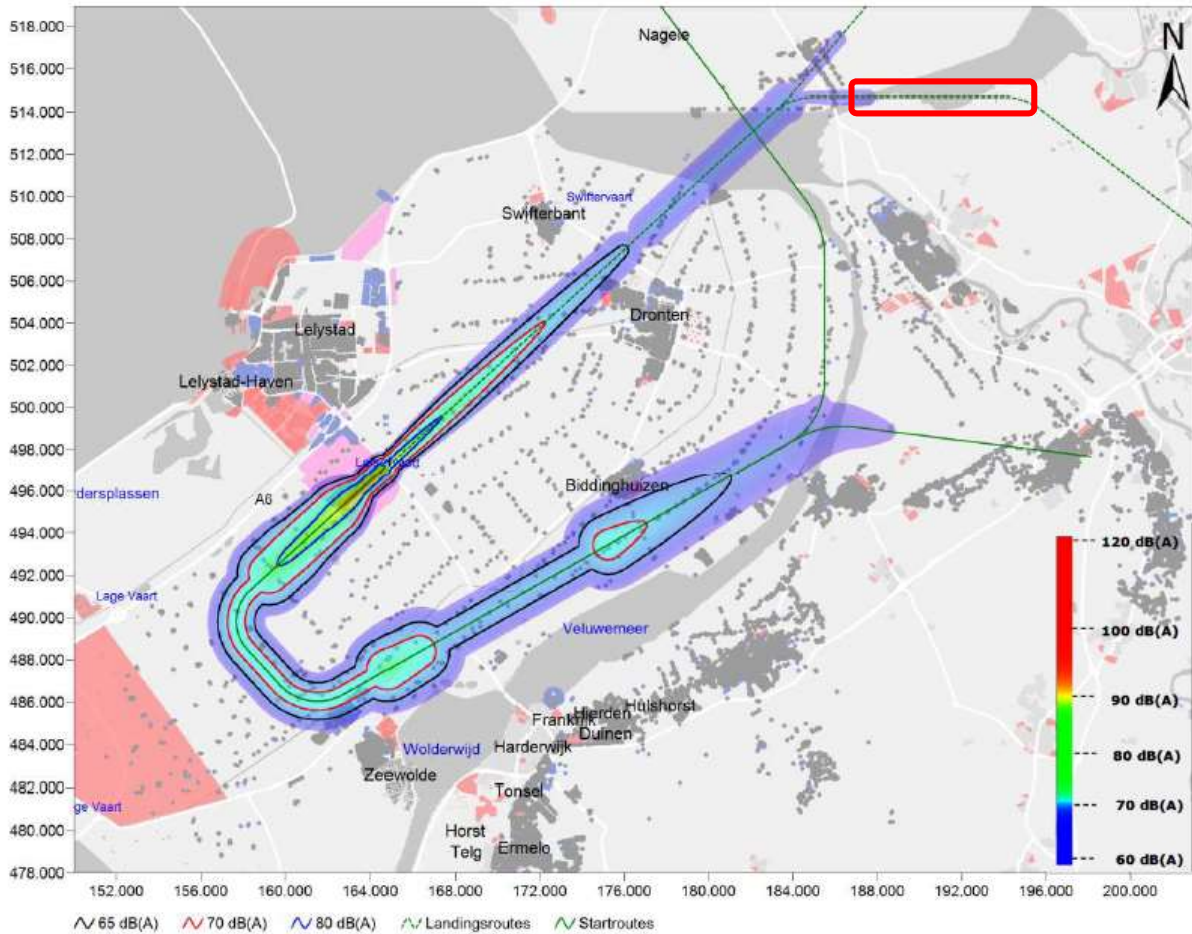 518.000
516.000
514.000
512.000
510.000
508.000
506.000
504.000
502.000
500.000
498.000
496.000
494.000
492.000
490.000
488.000
486.000
484.000
482.000
480.000
478.000
Nagele
N
Swiftervaart
Swifterbant
Lelystad
Dronten
Lelystad-Haven
Biddinghuizen
dersplassen
A6
Lage Vaart
Veluwemeer
Hulshorst
Frankrijk
Hierden
Duinen
Wolderwijd
Harderwijk
Zeewolde
Tonsel
ge Vaart
Horst
Telg
Ermelo
120 dB(A)
100 dB(A)
90 dB(A)
80 dB(A)
70 dB(A)
60 dB(A)
152.000 156.000 160.000 164.000 168.000 172.000 176.000 180.000 184.000 188.000 192.000 196.000 200.000
65 dB(A) 70 dB(A) 80 dB(A) Landingsroutes Startroutes